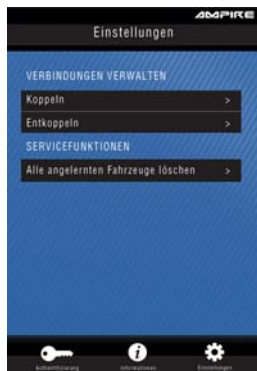 AMPIRE
Einstellungen
VERBINDUNGEN VERWALTEN
Koppeln >
Entkoppeln >
SERVICEFUNKTIONEN
Alle angelernten Fahrzeuge löschen >
Authentifizierung Informationen Einstellungen